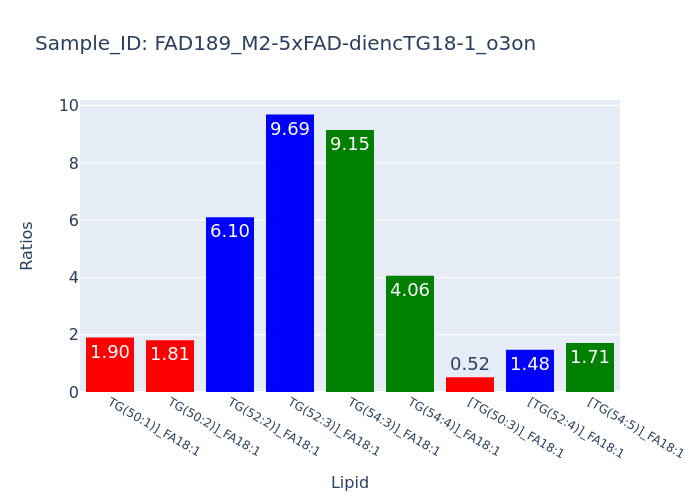 Sample_ID: FAD189_M2-5xFAD-diencTG18-1_o3on
Ratios
10
8
6
4
2
0
1.90
1.81
6.10
9.69
9.15
4.06
0.52
1.48
1.71
TG(50:1)]_FA18:1
TG(50:2)]_FA18:1
TG(52:2)]_FA18:1
TG(52:3)]_FA18:1
TG(54:3)]_FA18:1
TG(54:4)]_FA18:1
[TG(50:3)]_FA18:1
[TG(52:4)]_FA18:1
[TG(54:5)]_FA18:1
Lipid